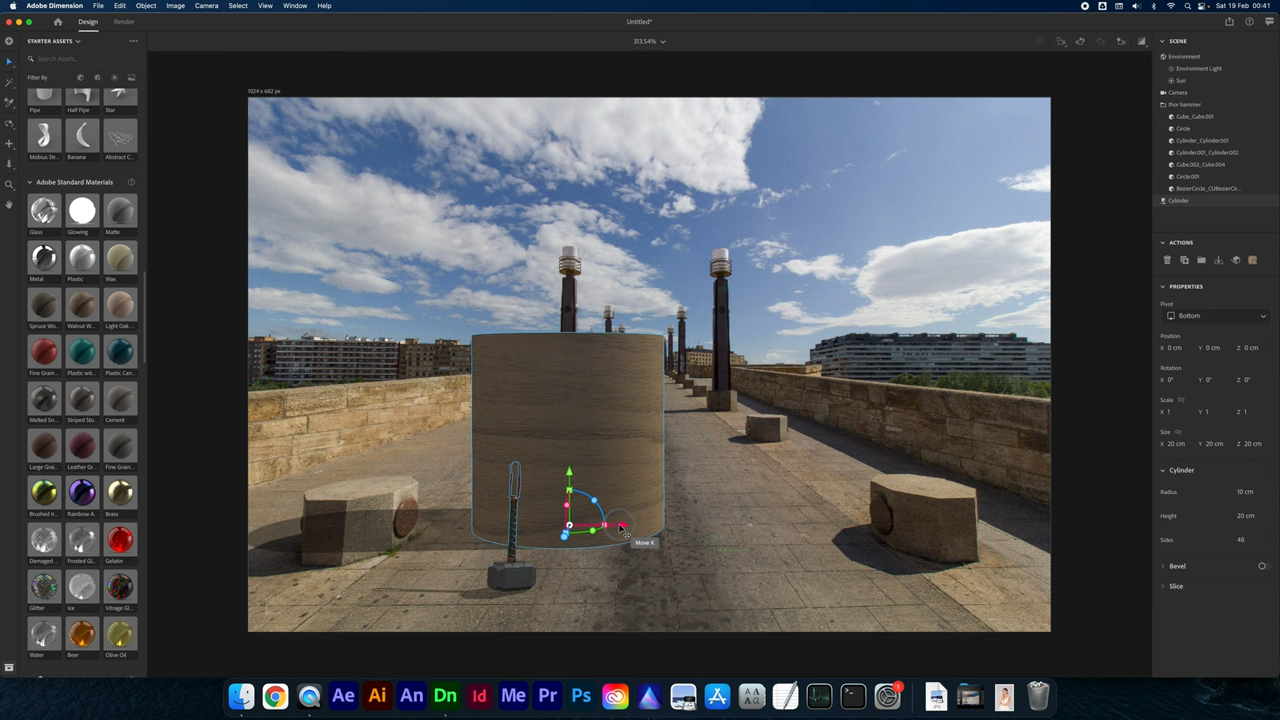 Adobe Dimension File Edit Object Image Camera Select View Window Help
Sat 19 Feb 00:41
Design Render
Untitled*
STARTER ASSETS
313.54%
Search Assets...
Filter By
Pipe Half Pipe Star
Mobius Str... Banana Abstract C...
Adobe Standard Materials
Glass Glowing Matte
Metal Plastic Wax
Spruce Wo... Walnut W... Light Oak ...
Fine Grain... Plastic wit... Plastic Can...
Melted Sn... Striped Sto... Cement
Large Grai... Leather Gr... Fine Grain...
Brushed Ir... Rainbow A... Brass
Damaged ... Frosted Gl... Gelatin
Glitter Ice Vitrage Gl...
Water Beer Olive Oil
1024 x 682 px
Move X
SCENE
Environment
Environment Light
Sun
Camera
thor hammer
Cube_Cube.001
Circle
Cylinder_Cylinder.001
Cylinder.001_Cylinder.002
Cube.002_Cube.004
Circle.001
BezierCircle_CUBezierCir...
Cylinder
ACTIONS
PROPERTIES
Pivot
Bottom
Position
X 0 cm Y 0 cm Z 0 cm
Rotation
X 0° Y 0° Z 0°
Scale
X 1 Y 1 Z 1
Size
X 20 cm Y 20 cm Z 20 cm
Cylinder
Radius 10 cm
Height 20 cm
Sides 48
Bevel
Slice
Ae Ai An Dn Id Me Pr Ps
1